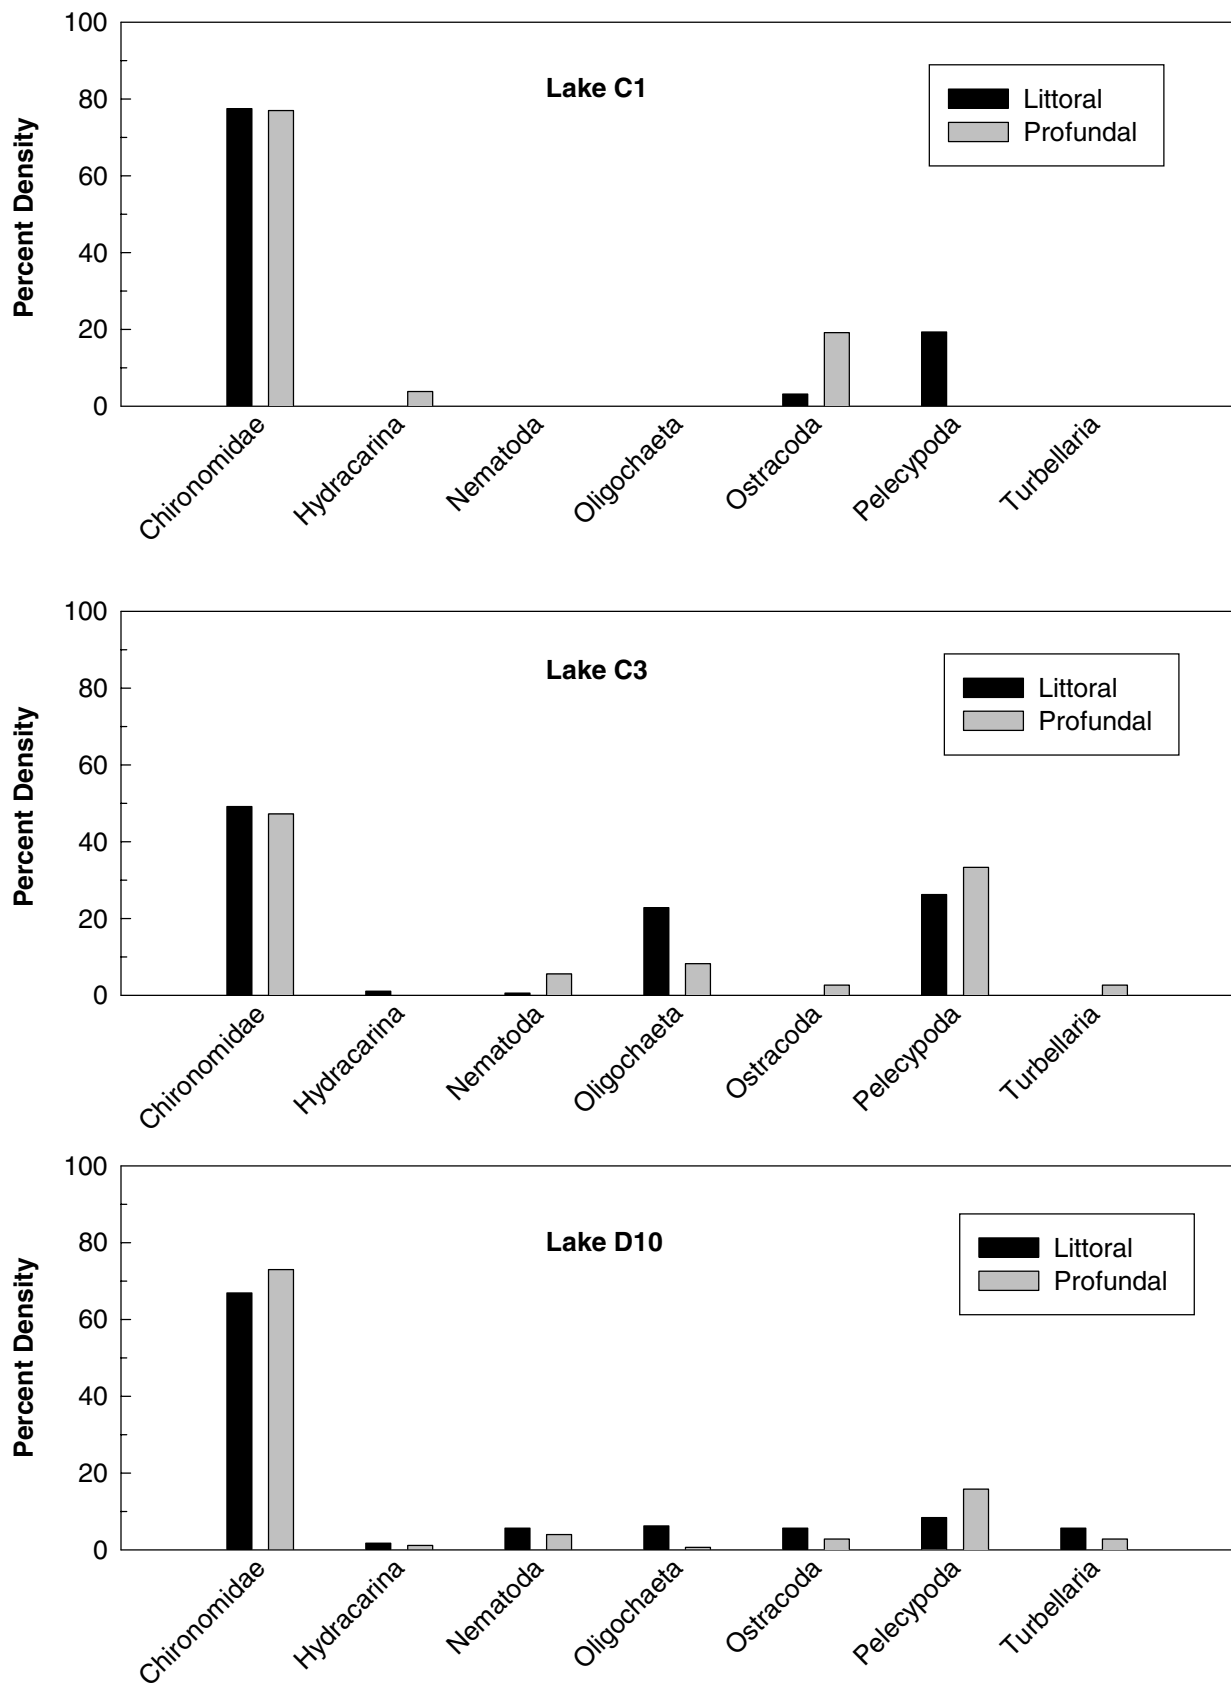 Lake C1
Littoral
Profundal
Percent Density
100
80
60
40
20
0
Chironomidae
Hydracarina
Nematoda
Oligochaeta
Ostracoda
Pelecypoda
Turbellaria
Lake C3
Littoral
Profundal
Percent Density
100
80
60
40
20
0
Chironomidae
Hydracarina
Nematoda
Oligochaeta
Ostracoda
Pelecypoda
Turbellaria
Lake D10
Littoral
Profundal
Percent Density
100
80
60
40
20
0
Chironomidae
Hydracarina
Nematoda
Oligochaeta
Ostracoda
Pelecypoda
Turbellaria